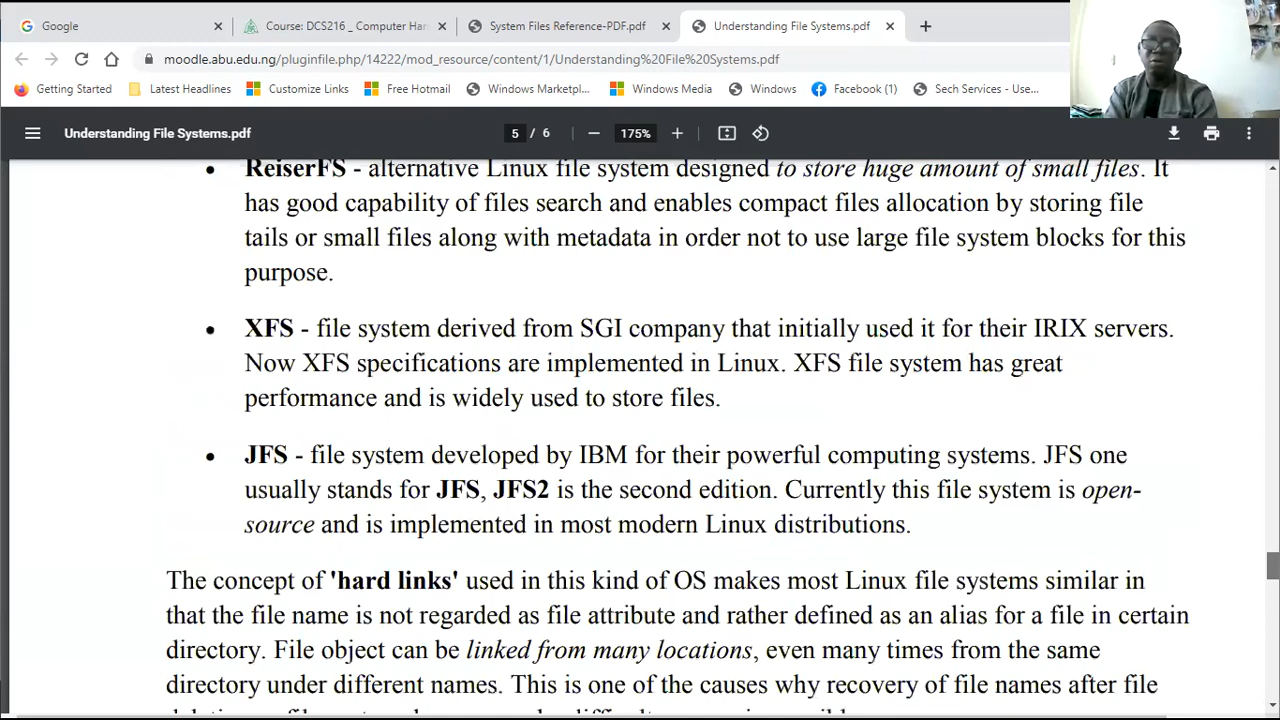 Google
Course: DCS216 _ Computer Har
System Files Reference-PDF.pdf
Understanding File Systems.pdf
moodle.abu.edu.ng/pluginfile.php/14222/mod_resource/content/1/Understanding%20File%20Systems.pdf
Getting Started
Latest Headlines
Customize Links
Free Hotmail
Windows Marketpl...
Windows Media
Windows
Facebook (1)
Sech Services - Use...
Understanding File Systems.pdf
5 / 6
175%
• ReiserFS - alternative Linux file system designed to store huge amount of small files. It
has good capability of files search and enables compact files allocation by storing file
tails or small files along with metadata in order not to use large file system blocks for this
purpose.
• XFS - file system derived from SGI company that initially used it for their IRIX servers.
Now XFS specifications are implemented in Linux. XFS file system has great
performance and is widely used to store files.
• JFS - file system developed by IBM for their powerful computing systems. JFS one
usually stands for JFS, JFS2 is the second edition. Currently this file system is open-
source and is implemented in most modern Linux distributions.
The concept of 'hard links' used in this kind of OS makes most Linux file systems similar in
that the file name is not regarded as file attribute and rather defined as an alias for a file in certain
directory. File object can be linked from many locations, even many times from the same
directory under different names. This is one of the causes why recovery of file names after file